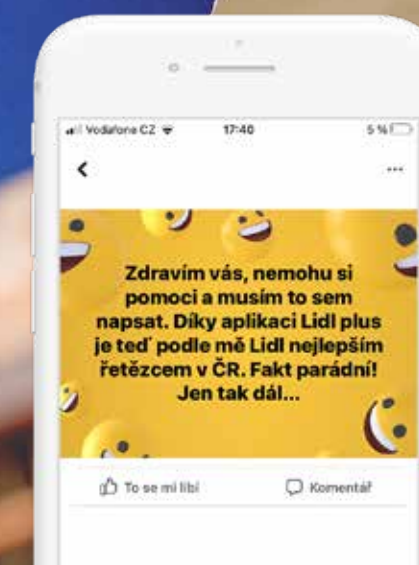 Vodafone CZ 17:40 5 %
Zdravím vás, nemohu si
pomoci a musím to sem
napsat. Díky aplikaci Lidl plus
je teď podle mě Lidl nejlepším
řetězcem v ČR. Fakt parádní!
Jen tak dál...
To se mi líbí Komentář